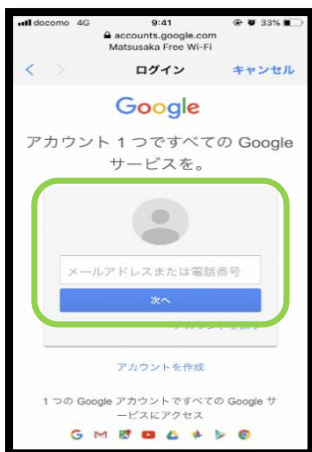 docomo 4G 9:41 33%
accounts.google.com
Matsusaka Free Wi-Fi
ログイン キャンセル
Google
アカウント 1 つですべての Google
サービスを。
メールアドレスまたは電話番号
次へ
アカウントを作成
1 つの Google アカウントですべての Google サ
ービスにアクセス